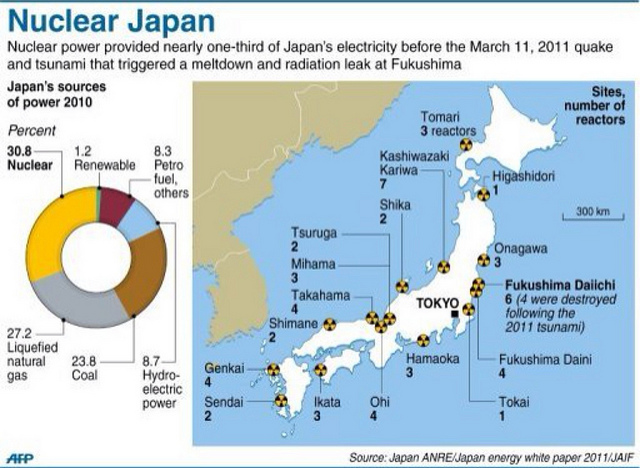 Nuclear Japan
Nuclear power provided nearly one-third of Japan's electricity before the March 11, 2011 quake
and tsunami that triggered a meltdown and radiation leak at Fukushima
Japan's sources
of power 2010
Percent
30.8
Nuclear
1.2
Renewable
8.3
Petro
fuel,
others
27.2
Liquefied
natural
gas
23.8
Coal
8.7
Hydro-
electric
power
Sites,
number of
reactors
Tomari
3 reactors
Kashiwazaki
Kariwa
7
Higashidori
1
Shika
2
300 km
Tsuruga
2
Onagawa
3
Mihama
3
Fukushima Daiichi
6 (4 were destroyed
following the
2011 tsunami)
Takahama
4
TOKYO
Shimane
2
Hamaoka
3
Fukushima Daini
4
Genkai
4
Sendai
2
Ikata
3
Ohi
4
Tokai
1
AFP
Source: Japan ANRE/Japan energy white paper 2011/JAIF